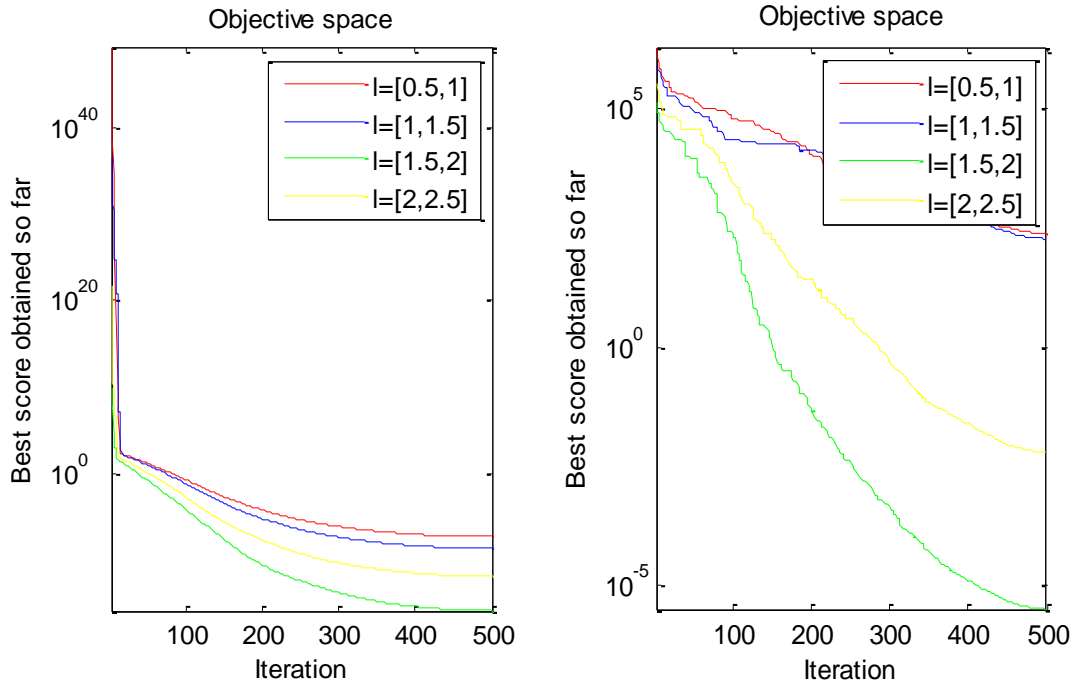 Objective space
Best score obtained so far
10^40
10^20
10^0
l=[0.5,1]
l=[1,1.5]
l=[1.5,2]
l=[2,2.5]
100 200 300 400 500
Iteration
Objective space
Best score obtained so far
10^5
10^0
10^-5
l=[0.5,1]
l=[1,1.5]
l=[1.5,2]
l=[2,2.5]
100 200 300 400 500
Iteration